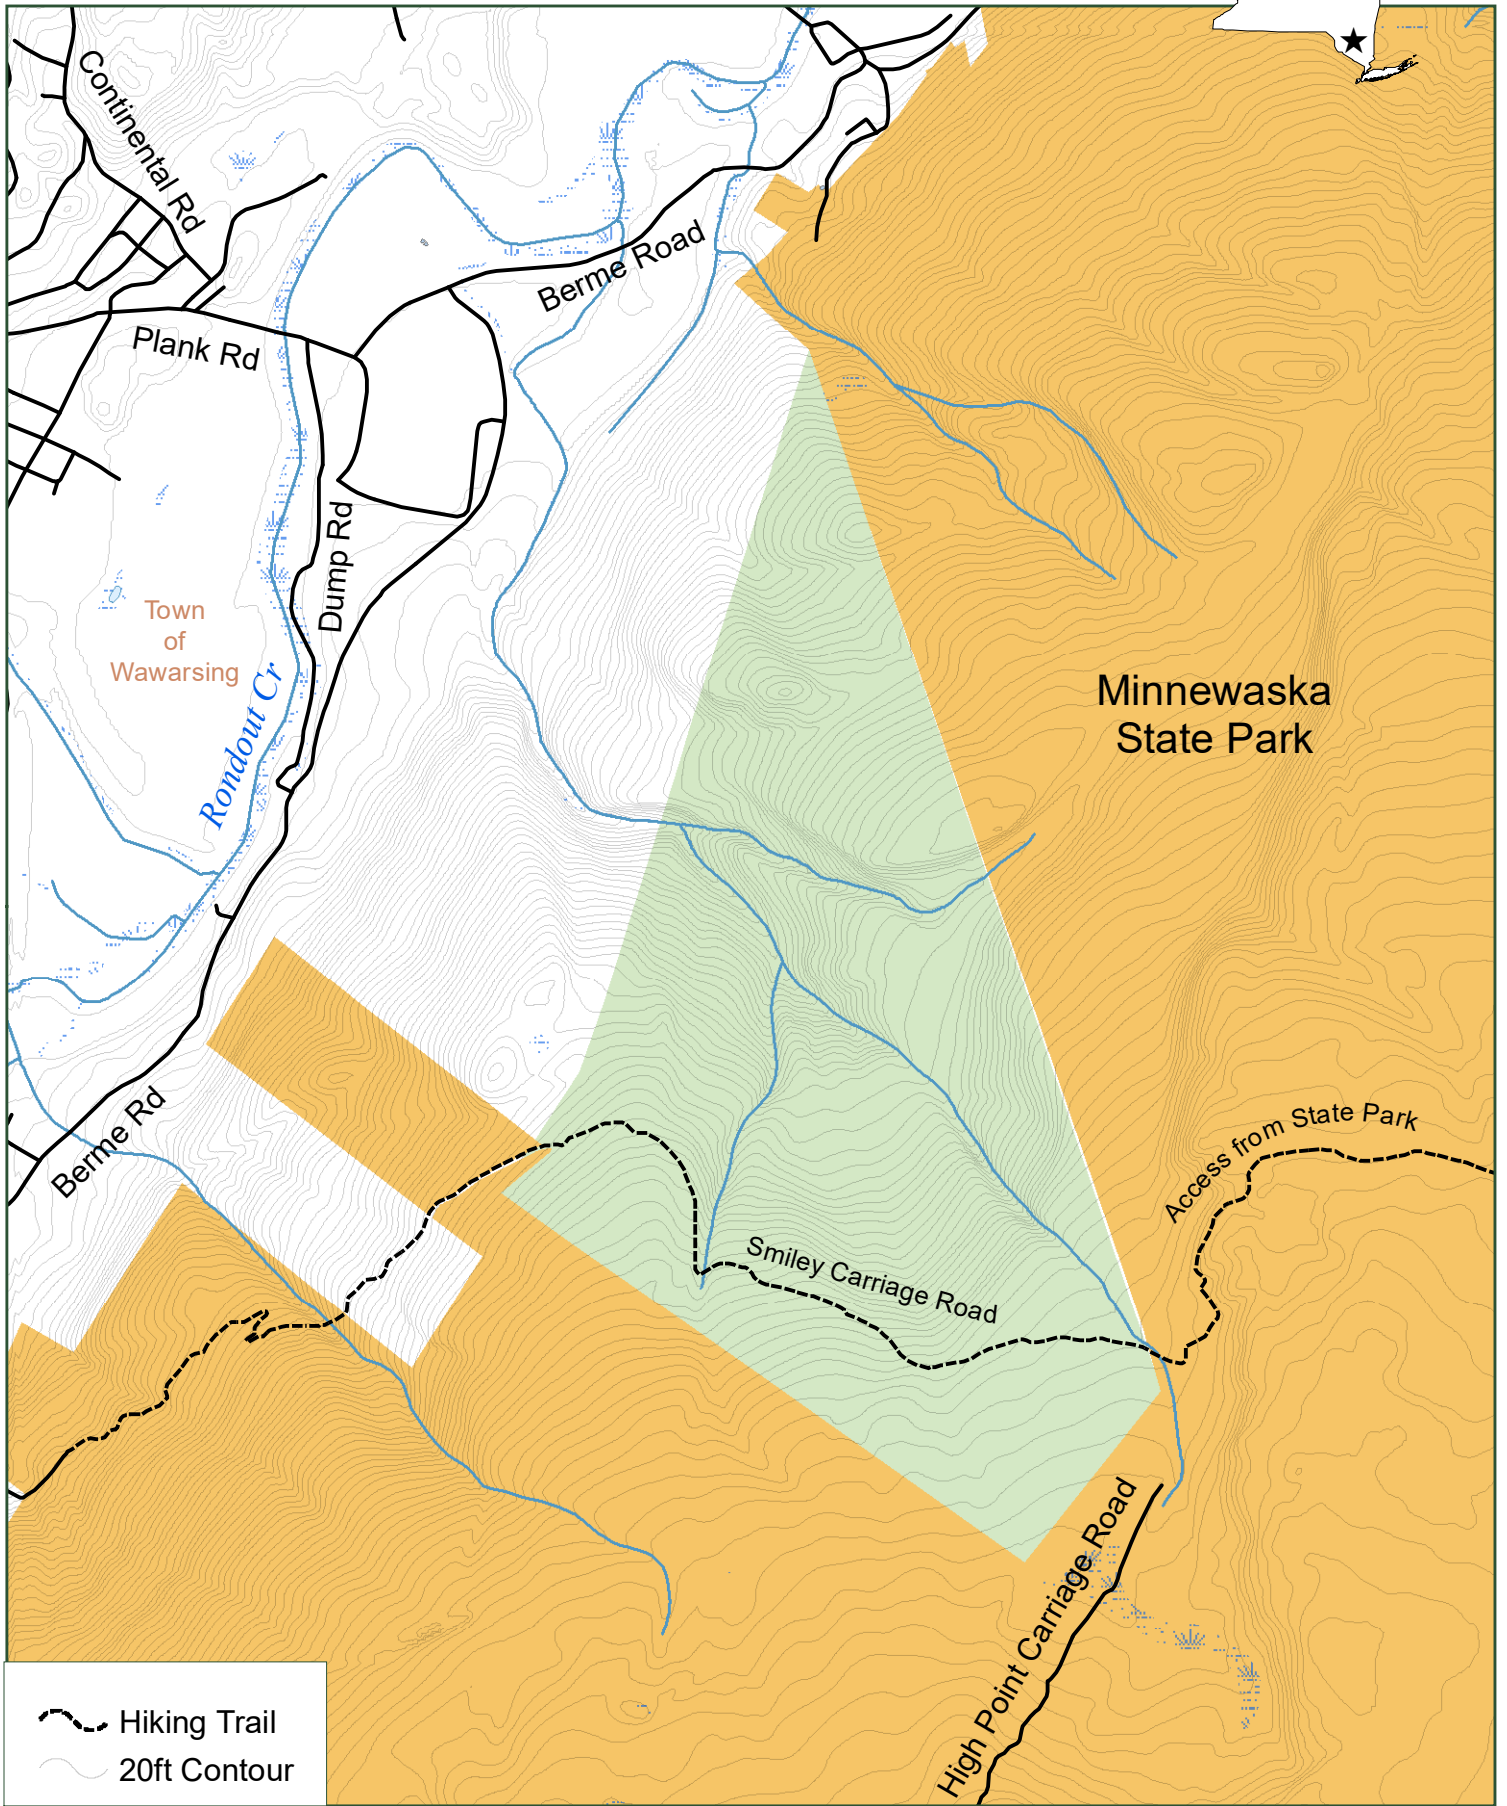 Continental Rd
Berme Road
Plank Rd
Dump Rd
Town
of
Wawarsing
Rondout Cr
Minnewaska
State Park
Berme Rd
Access from State Park
Smiley Carriage Road
High Point Carriage Road
Hiking Trail
20ft Contour